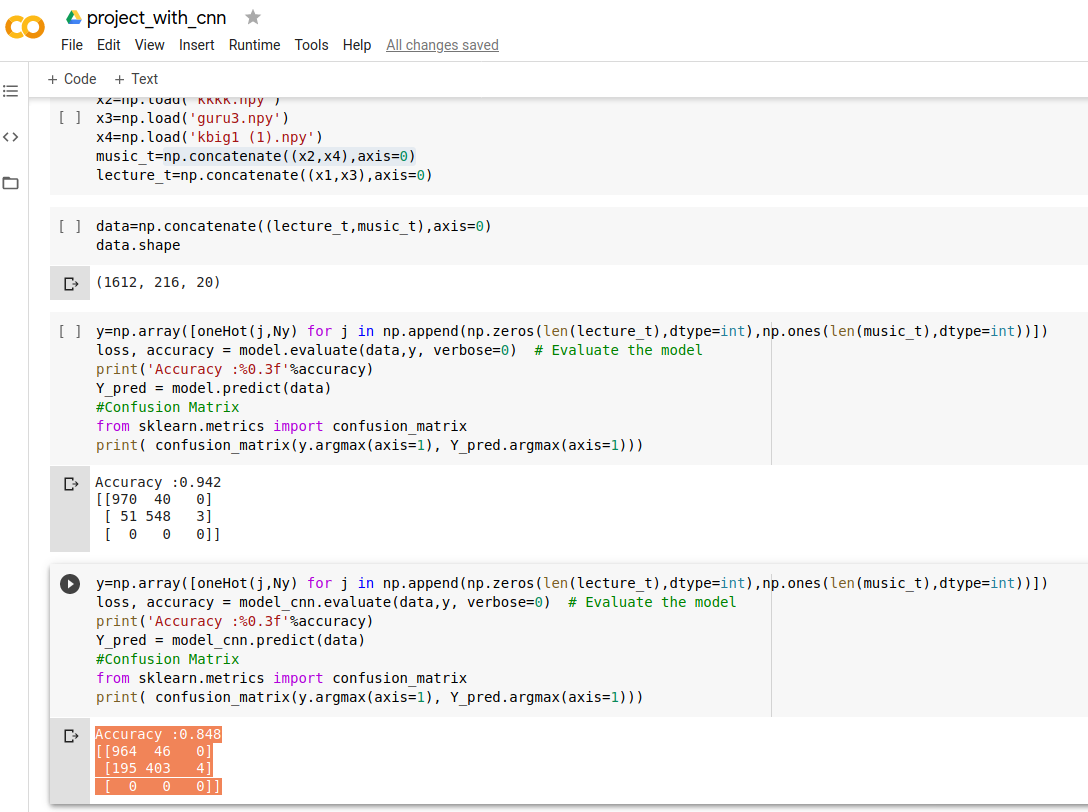 project_with_cnn
File Edit View Insert Runtime Tools Help All changes saved
+ Code + Text
x2=np.load('kkkk.npy')
[ ] x3=np.load('guru3.npy')
x4=np.load('kbig1 (1).npy')
music_t=np.concatenate((x2,x4),axis=0)
lecture_t=np.concatenate((x1,x3),axis=0)
[ ] data=np.concatenate((lecture_t,music_t),axis=0)
data.shape
(1612, 216, 20)
[ ] y=np.array([oneHot(j,Ny) for j in np.append(np.zeros(len(lecture_t),dtype=int),np.ones(len(music_t),dtype=int))])
loss, accuracy = model.evaluate(data,y, verbose=0)  # Evaluate the model
print('Accuracy :%0.3f'%accuracy)
Y_pred = model.predict(data)
#Confusion Matrix
from sklearn.metrics import confusion_matrix
print( confusion_matrix(y.argmax(axis=1), Y_pred.argmax(axis=1)))
Accuracy :0.942
[[970  40   0]
 [ 51 548   3]
 [  0   0   0]]
y=np.array([oneHot(j,Ny) for j in np.append(np.zeros(len(lecture_t),dtype=int),np.ones(len(music_t),dtype=int))])
loss, accuracy = model_cnn.evaluate(data,y, verbose=0)  # Evaluate the model
print('Accuracy :%0.3f'%accuracy)
Y_pred = model_cnn.predict(data)
#Confusion Matrix
from sklearn.metrics import confusion_matrix
print( confusion_matrix(y.argmax(axis=1), Y_pred.argmax(axis=1)))
Accuracy :0.848
[[964  46   0]
 [195 403   4]
 [  0   0   0]]